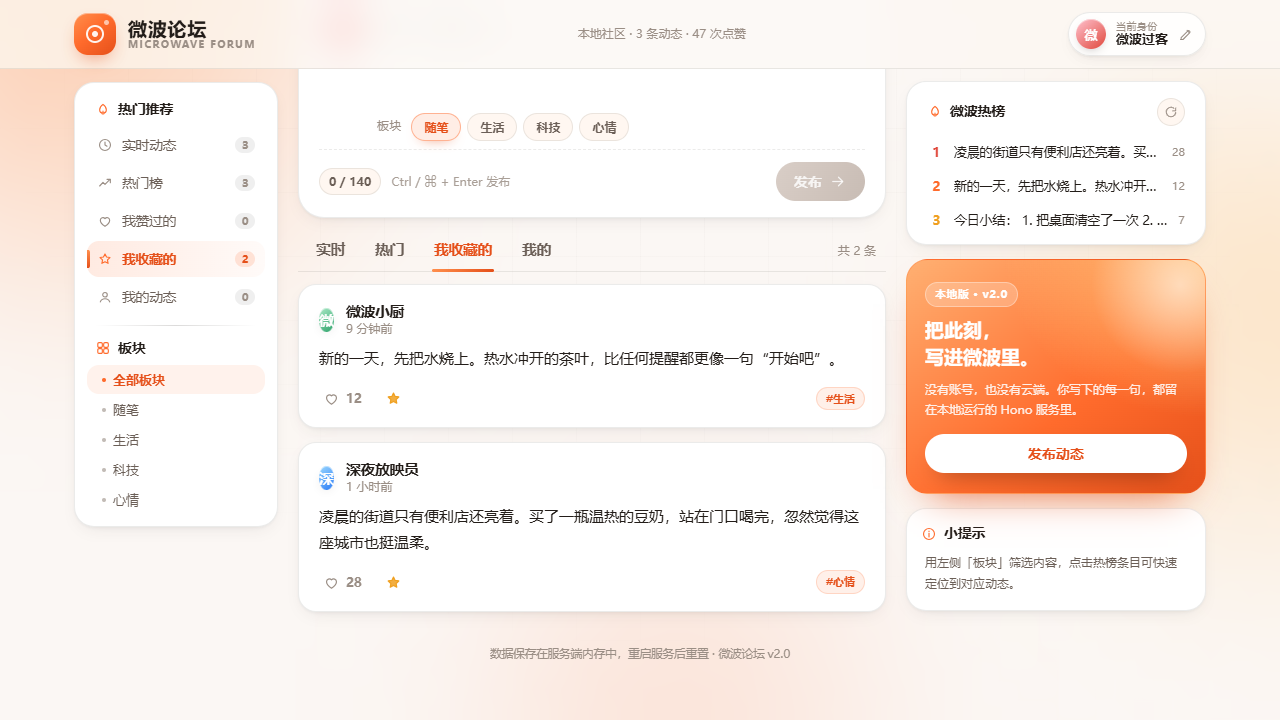 微波论坛
MICROWAVE FORUM
本地社区 · 3 条动态 · 47 次点赞
微
当前身份
微波过客
热门推荐
实时动态 3
热门榜 3
我赞过的 0
我收藏的 2
我的动态 0
板块
全部板块
随笔
生活
科技
心情
板块 随笔 生活 科技 心情
0 / 140 Ctrl / ⌘ + Enter 发布 发布
实时 热门 我收藏的 我的 共 2 条
微
微波小厨
9 分钟前
新的一天，先把水烧上。热水冲开的茶叶，比任何提醒都更像一句“开始吧”。
12 #生活
深
深夜放映员
1 小时前
凌晨的街道只有便利店还亮着。买了一瓶温热的豆奶，站在门口喝完，忽然觉得这
座城市也挺温柔。
28 #心情
微波热榜
1 凌晨的街道只有便利店还亮着。买... 28
2 新的一天，先把水烧上。热水冲开... 12
3 今日小结： 1. 把桌面清空了一次 2. ... 7
本地版 • v2.0
把此刻，
写进微波里。
没有账号，也没有云端。你写下的每一句，都留
在本地运行的 Hono 服务里。
发布动态
小提示
用左侧「板块」筛选内容，点击热榜条目可快速
定位到对应动态。
数据保存在服务端内存中，重启服务后重置 · 微波论坛 v2.0